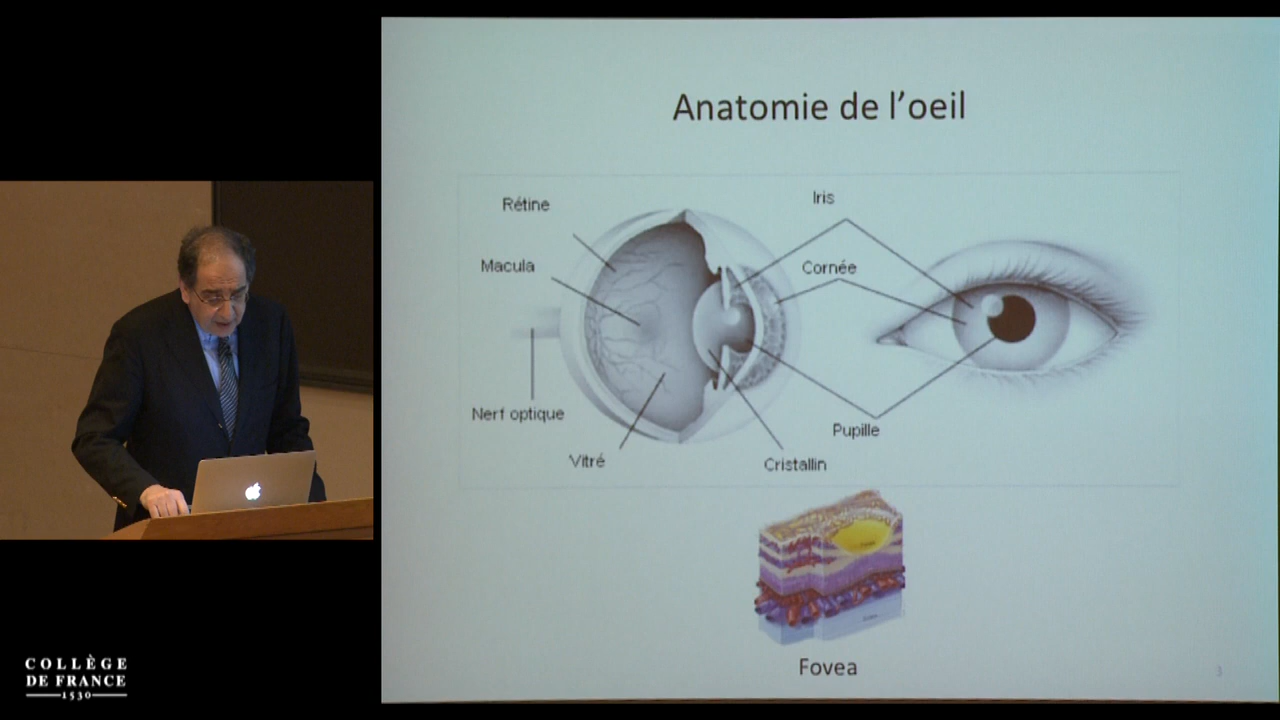 Anatomie de l'oeil
Rétine
Iris
Macula
Cornée
Nerf optique
Pupille
Vitré
Cristallin
Fovea
3
COLLÈGE
DE FRANCE
1530